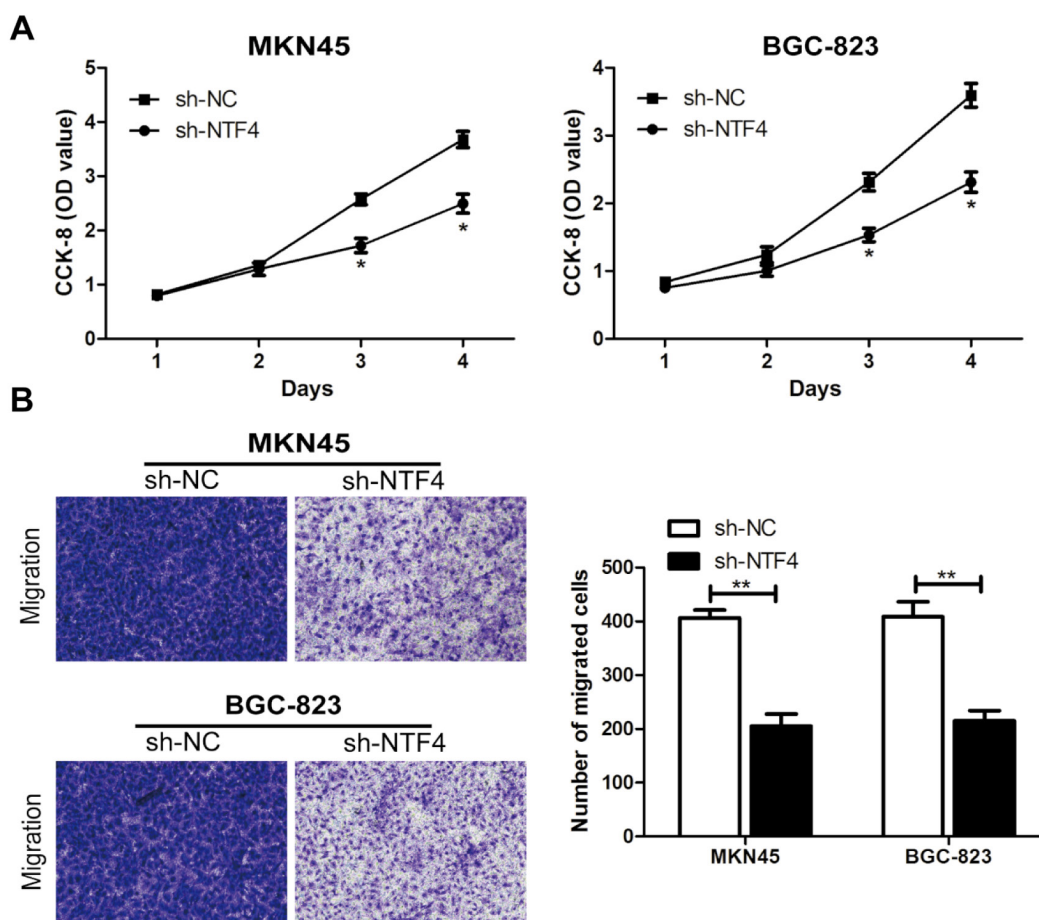 A
MKN45
CCK-8 (OD value)
5
4
3
2
1
0
sh-NC
sh-NTF4
*
*
1 2 3 4
Days
BGC-823
CCK-8 (OD value)
4
3
2
1
0
sh-NC
sh-NTF4
*
*
1 2 3 4
Days
B
MKN45
sh-NC sh-NTF4
Migration
BGC-823
sh-NC sh-NTF4
Migration
sh-NC
sh-NTF4
Number of migrated cells
500
400
300
200
100
0
**
**
MKN45 BGC-823